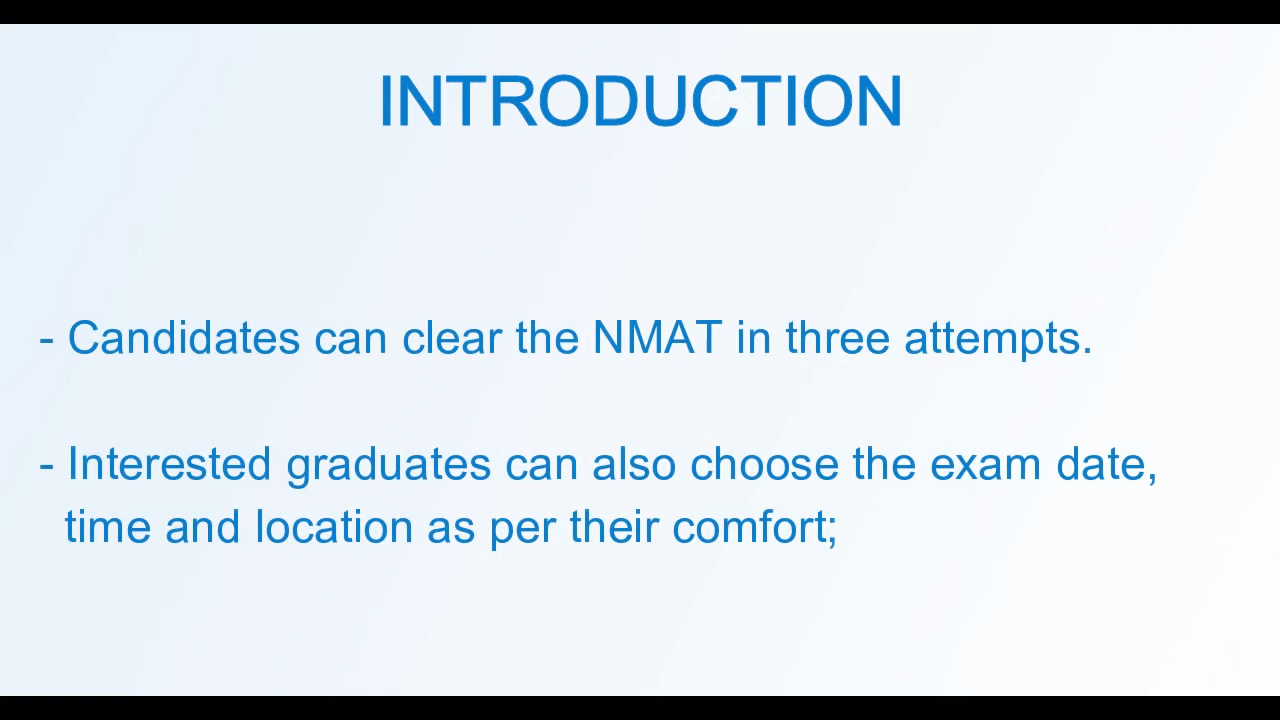 INTRODUCTION
- Candidates can clear the NMAT in three attempts.
- Interested graduates can also choose the exam date,
time and location as per their comfort;